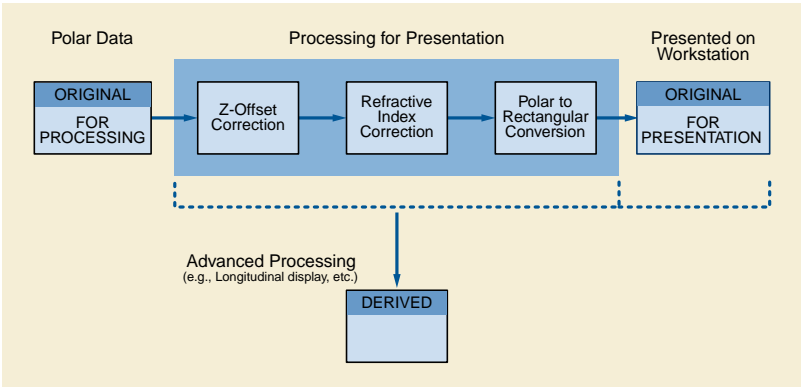 Polar Data
Processing for Presentation
Presented on
Workstation
ORIGINAL
FOR
PROCESSING
Z-Offset
Correction
Refractive
Index
Correction
Polar to
Rectangular
Conversion
ORIGINAL
FOR
PRESENTATION
Advanced Processing
(e.g., Longitudinal display, etc.)
DERIVED